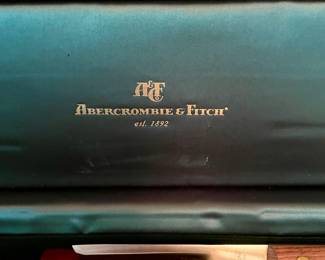 A&F
ABERCROMBIE & FITCH®
est. 1892